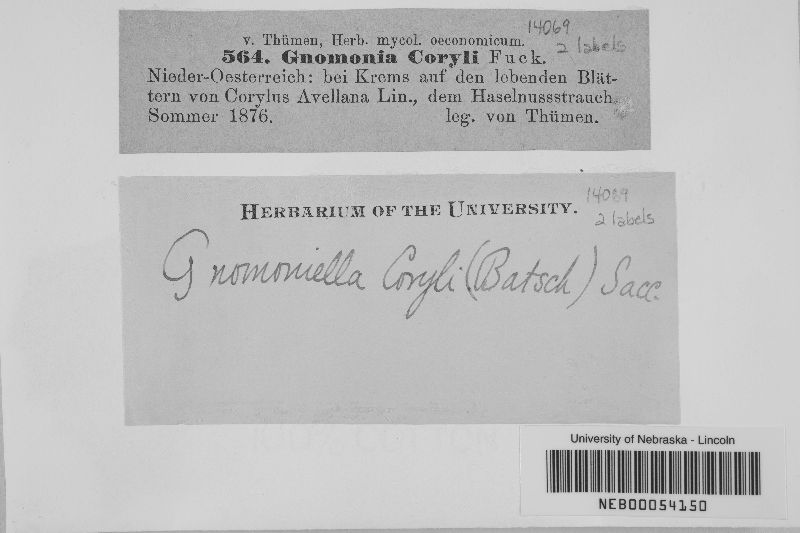 14069
2 labels
v. Thümen, Herb. mycol. oeconomicum.
564. Gnomonia Coryli Fuck.
Nieder-Oesterreich: bei Krems auf den lebenden Blät-
tern von Corylus Avellana Lin., dem Haselnussstrauch.
Sommer 1876. leg. von Thümen.
14069
2 labels
HERBARIUM OF THE UNIVERSITY.
Gnomoniella Coryli (Batsch) Sacc.
University of Nebraska - Lincoln
NEB00054150